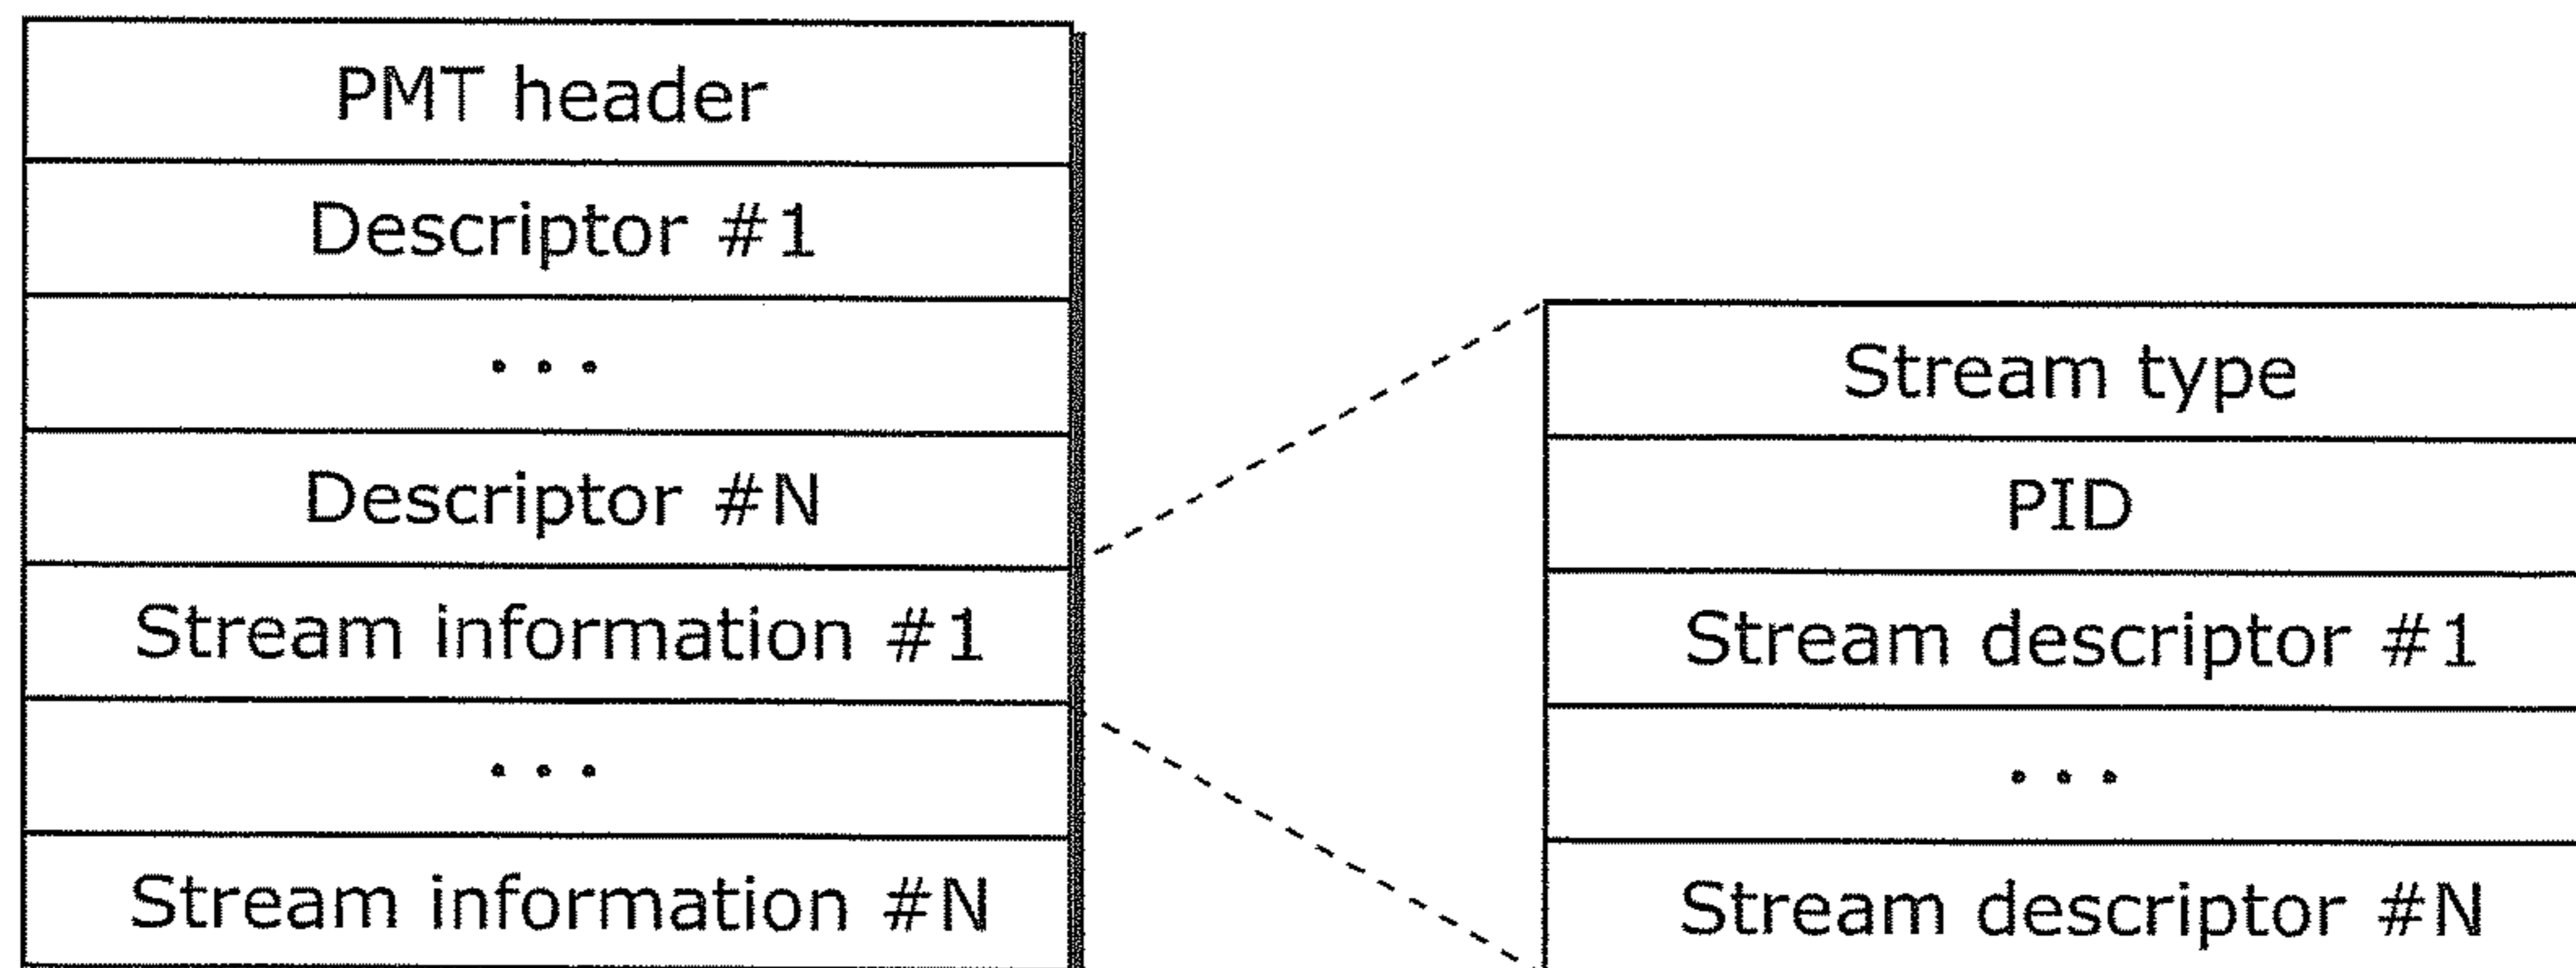 PMT header
Descriptor #1
...
Descriptor #N
Stream information #1
...
Stream information #N
Stream type
PID
Stream descriptor #1
...
Stream descriptor #N